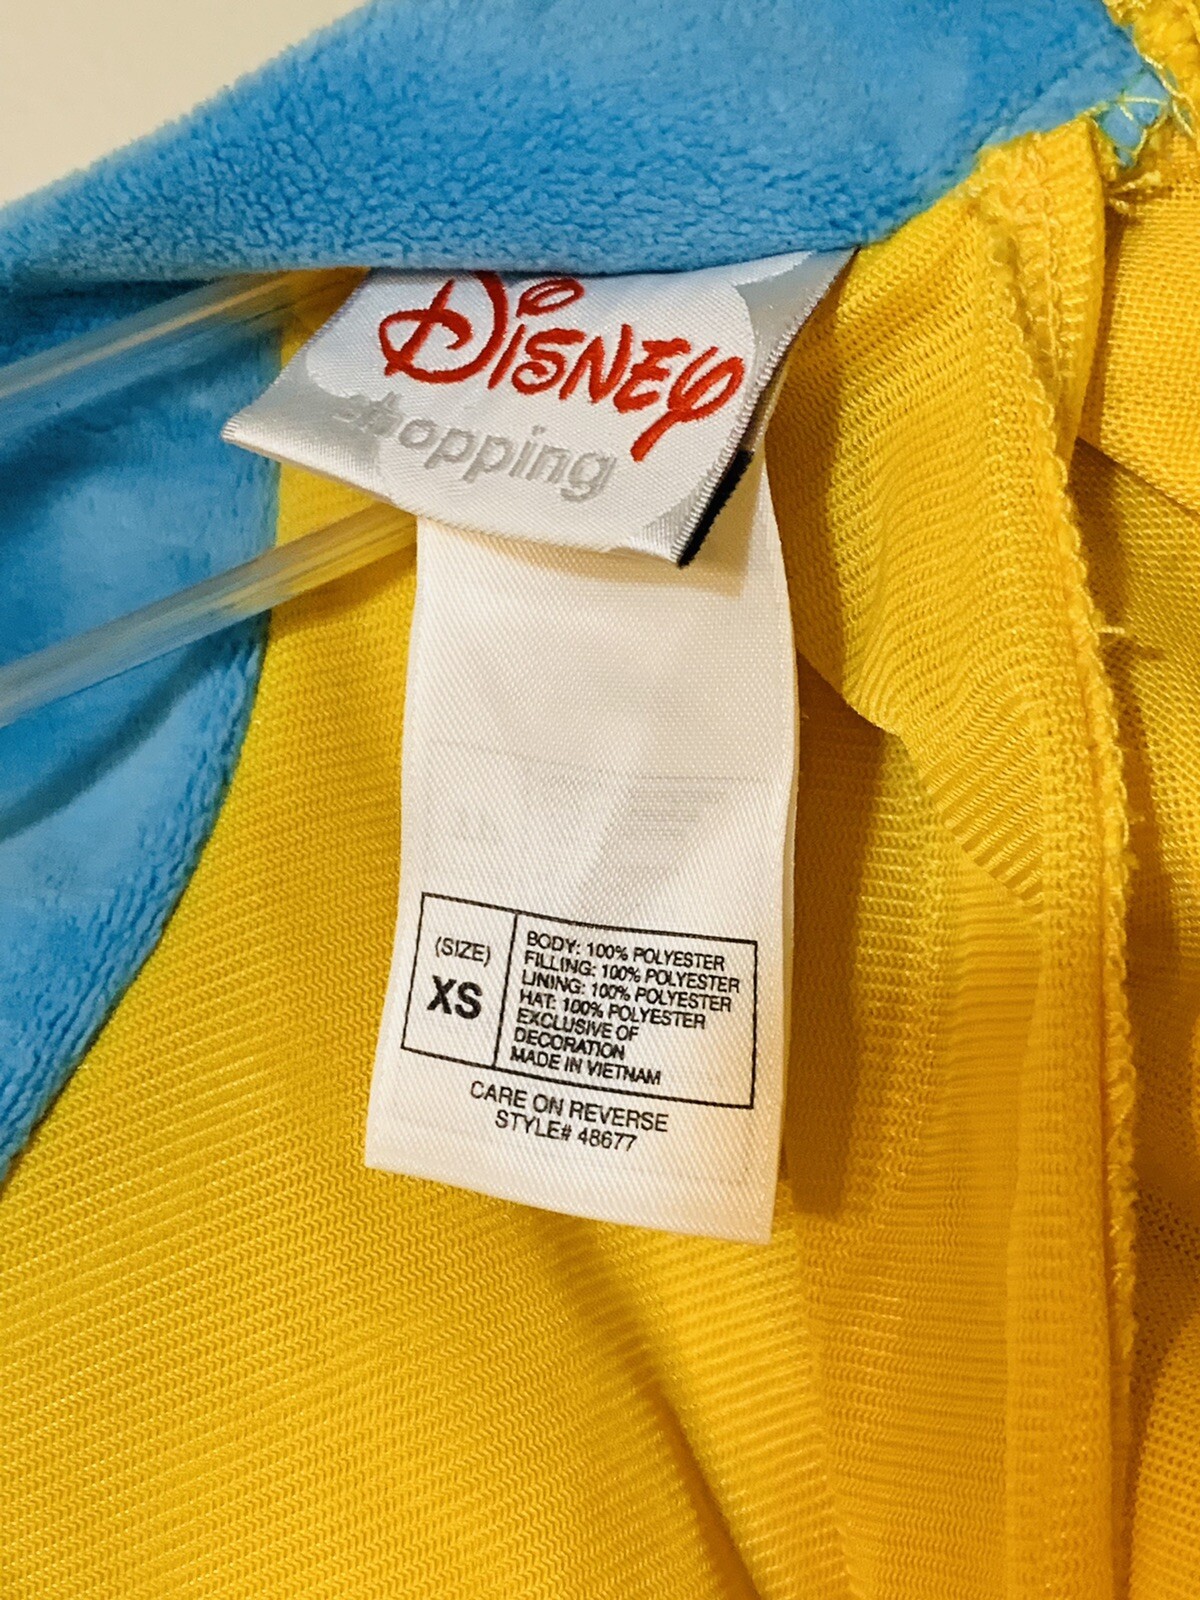 DISNEY
shopping
(SIZE)
XS
BODY: 100% POLYESTER
FILLING: 100% POLYESTER
LINING: 100% POLYESTER
HAT: 100% POLYESTER
EXCLUSIVE OF
DECORATION
MADE IN VIETNAM
CARE ON REVERSE
STYLE# 48677